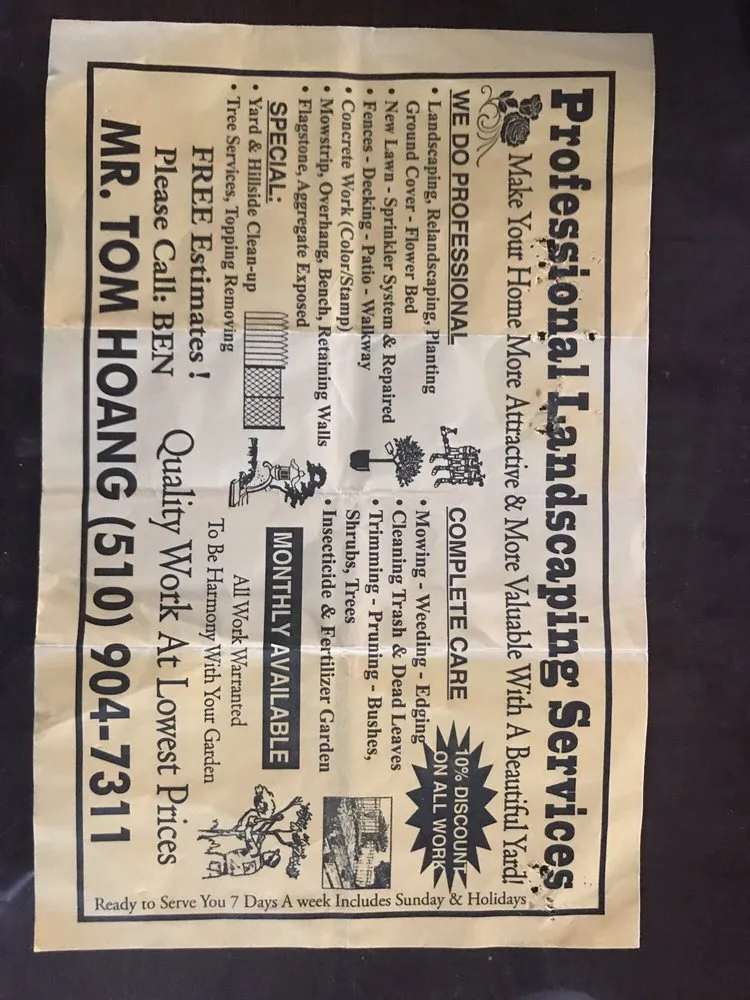 Professional Landscaping Services
Make Your Home More Attractive & More Valuable With A Beautiful Yard!
WE DO PROFESSIONAL
• Landscaping, Relandscaping, Planting
Ground Cover - Flower Bed
• New Lawn - Sprinkler System & Repaired
• Fences - Decking - Patio - Walkway
• Concrete Work (Color/Stamp)
• Mowstrip, Overhang, Bench, Retaining Walls
• Flagstone, Aggregate Exposed
SPECIAL:
• Yard & Hillside Clean-up
• Tree Services, Topping Removing
COMPLETE CARE
• Mowing - Weeding - Edging
• Cleaning Trash & Dead Leaves
• Trimming - Pruning - Bushes,
Shrubs, Trees
• Insecticide & Fertilizer Garden
10% DISCOUNT
ON ALL WORK
MONTHLY AVAILABLE
All Work Warranted
To Be Harmony With Your Garden
FREE Estimates !
Please Call: BEN
Quality Work At Lowest Prices
MR. TOM HOANG (510) 904-7311
Ready to Serve You 7 Days A week Includes Sunday & Holidays